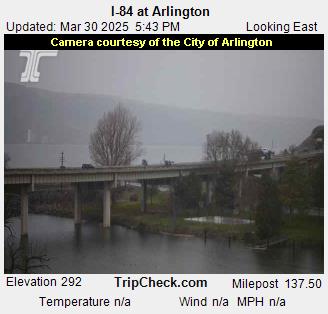 I-84 at Arlington
Updated: Mar 30 2025 5:43 PM Looking East
Camera courtesy of the City of Arlington
Elevation 292 TripCheck.com Milepost 137.50
Temperature n/a Wind n/a MPH n/a